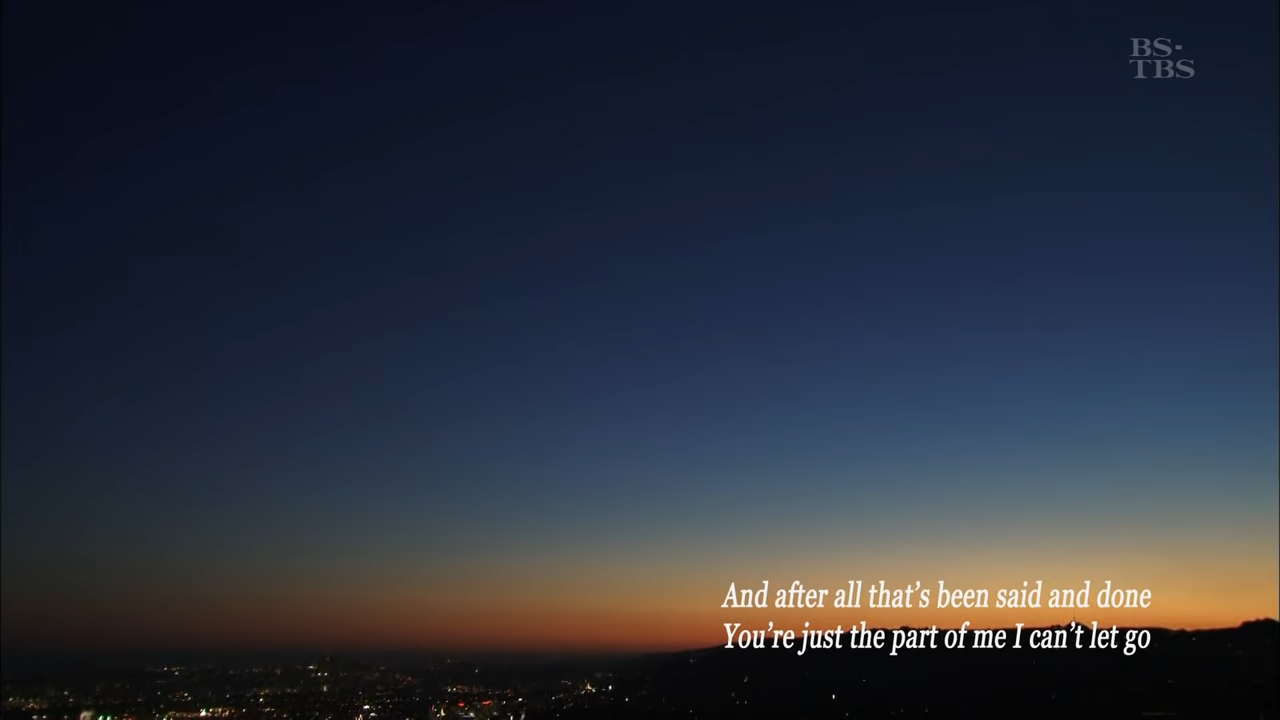 BS-
TBS
And after all that's been said and done
You're just the part of me I can't let go